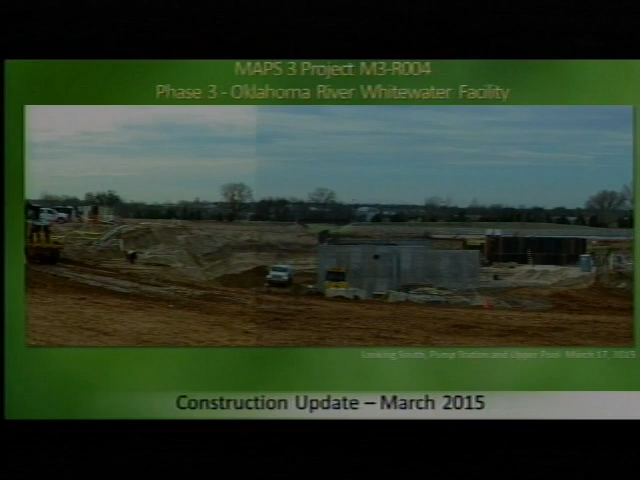 MAPS 3 Project M3-R004
Phase 3 - Oklahoma River Whitewater Facility
Looking South, Pump Station and Upper Pool March 17, 2015
Construction Update – March 2015